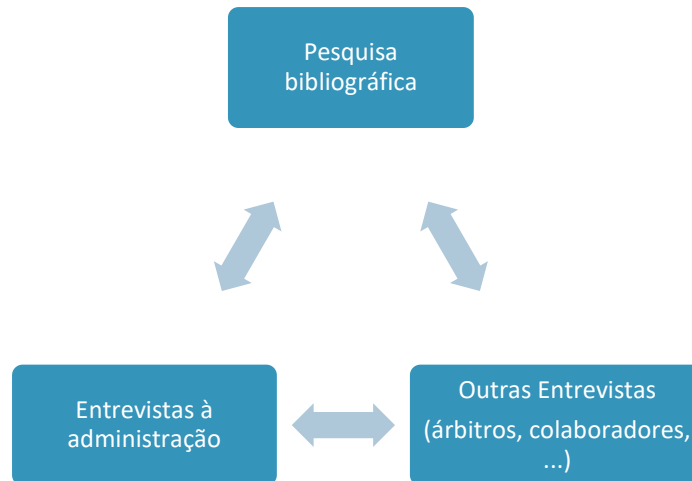 Pesquisa
bibliográfica
Entrevistas à
administração
Outras Entrevistas
(árbitros, colaboradores,
...)